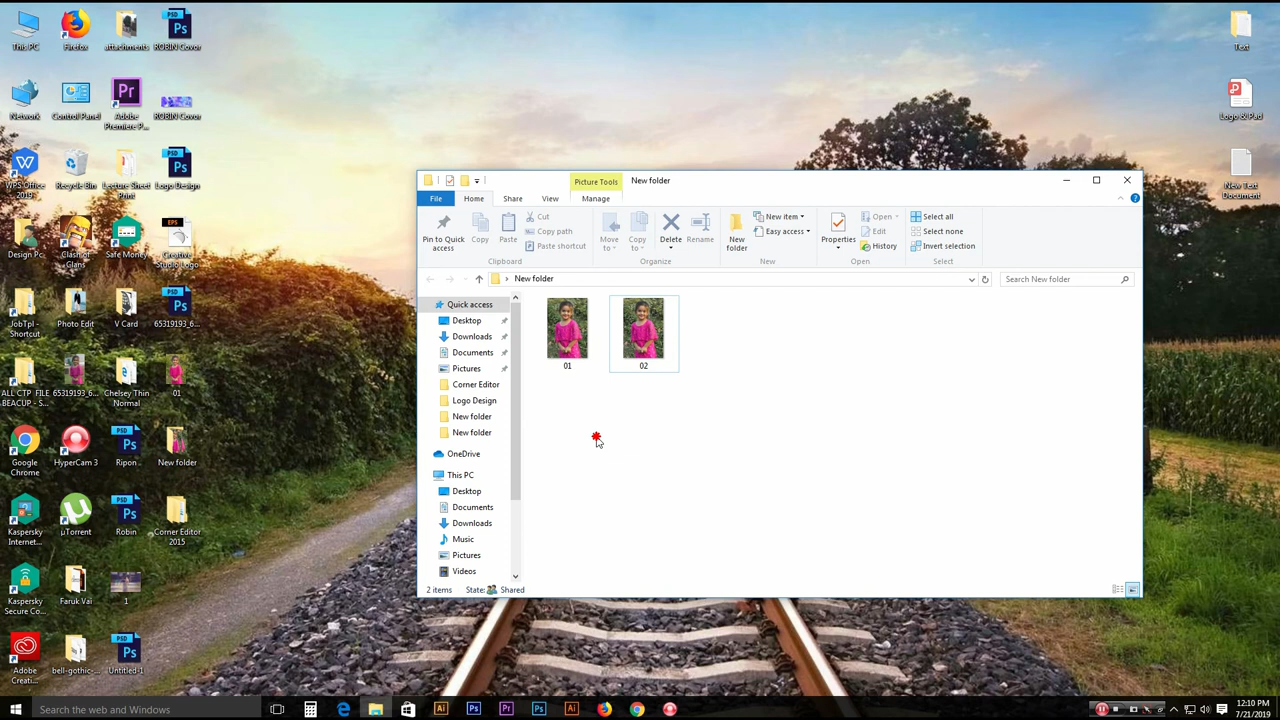 This PC
Firefox
attachments
ROBIN Covor
Text
Network
Control Panel
Adobe
Premiere P...
ROBIN Covor
Logo & Pad
WPS Office
2019
Recycle Bin
Lecture Sheet
Print
Logo Design
New Text
Document
Design Pc
Clash of
Clans
Safe Money
Creative
Studio Logo
JobTpl -
Shortcut
Photo Edit
V Card
65319193_6...
ALL CTP FILE
BEACUP - S...
65319193_6...
Chelsey Thin
Normal
01
Google
Chrome
HyperCam 3
Ripon
New folder
Kaspersky
Internet...
µTorrent
Robin
Corner Editor
2015
Kaspersky
Secure Co...
Faruk Vai
1
Adobe
Creati...
bell-gothic-...
Untitled-1
Picture Tools
New folder
File
Home
Share
View
Manage
Pin to Quick
access
Copy
Paste
Cut
Copy path
Paste shortcut
Clipboard
Move
to
Copy
to
Delete
Rename
Organize
New
folder
New item
Easy access
New
Properties
Open
Edit
History
Open
Select all
Select none
Invert selection
Select
New folder
Search New folder
Quick access
Desktop
Downloads
Documents
Pictures
Corner Editor
Logo Design
New folder
New folder
OneDrive
This PC
Desktop
Documents
Downloads
Music
Pictures
Videos
01
02
2 items
State:
Shared
Search the web and Windows
12:10 PM
7/21/2019